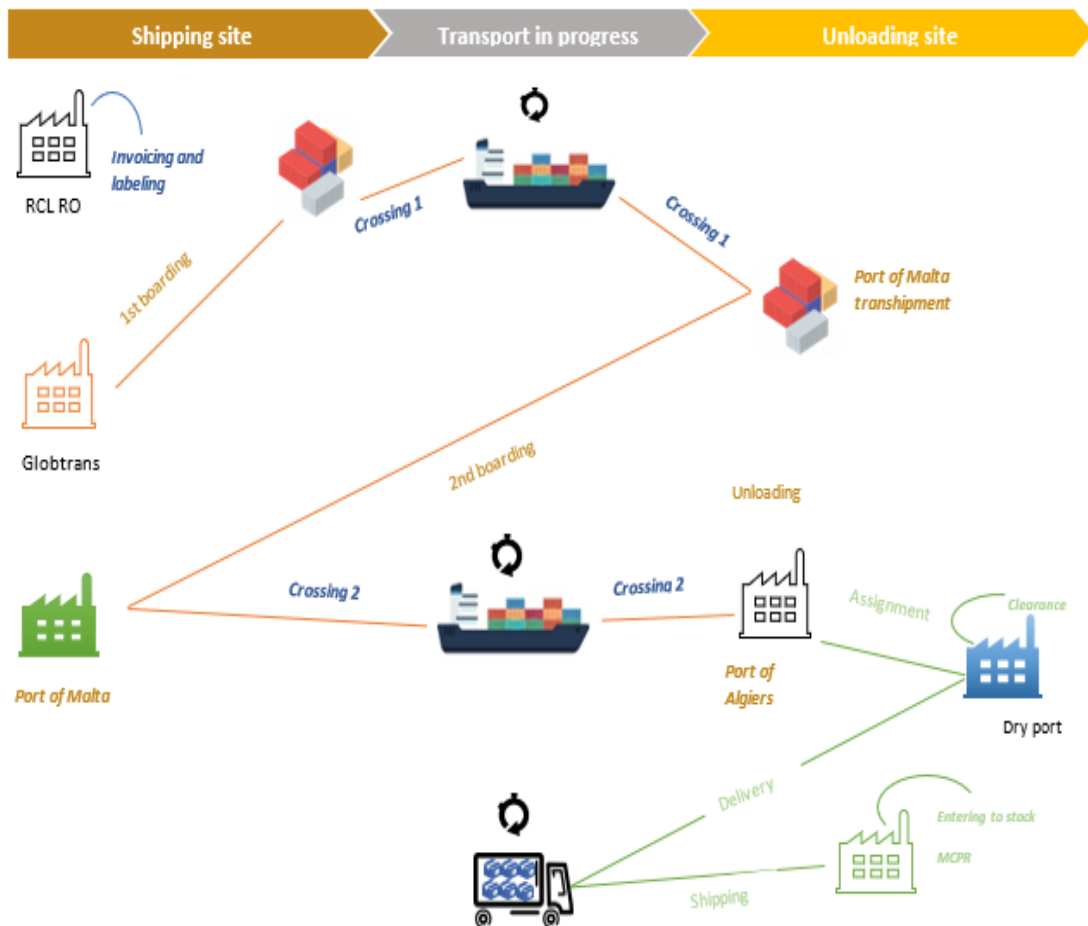 Shipping site
Transport in progress
Unloading site
Invoicing and
labeling
RCL RO
Crossing 1
Crossing 1
Port of Malta
transhipment
1st boarding
Globtrans
2nd boarding
Unloading
Crossing 2
Crossing 2
Assignment
Clearance
Port of Malta
Port of
Algiers
Dry port
Delivery
Entering to stock
MCPR
Shipping